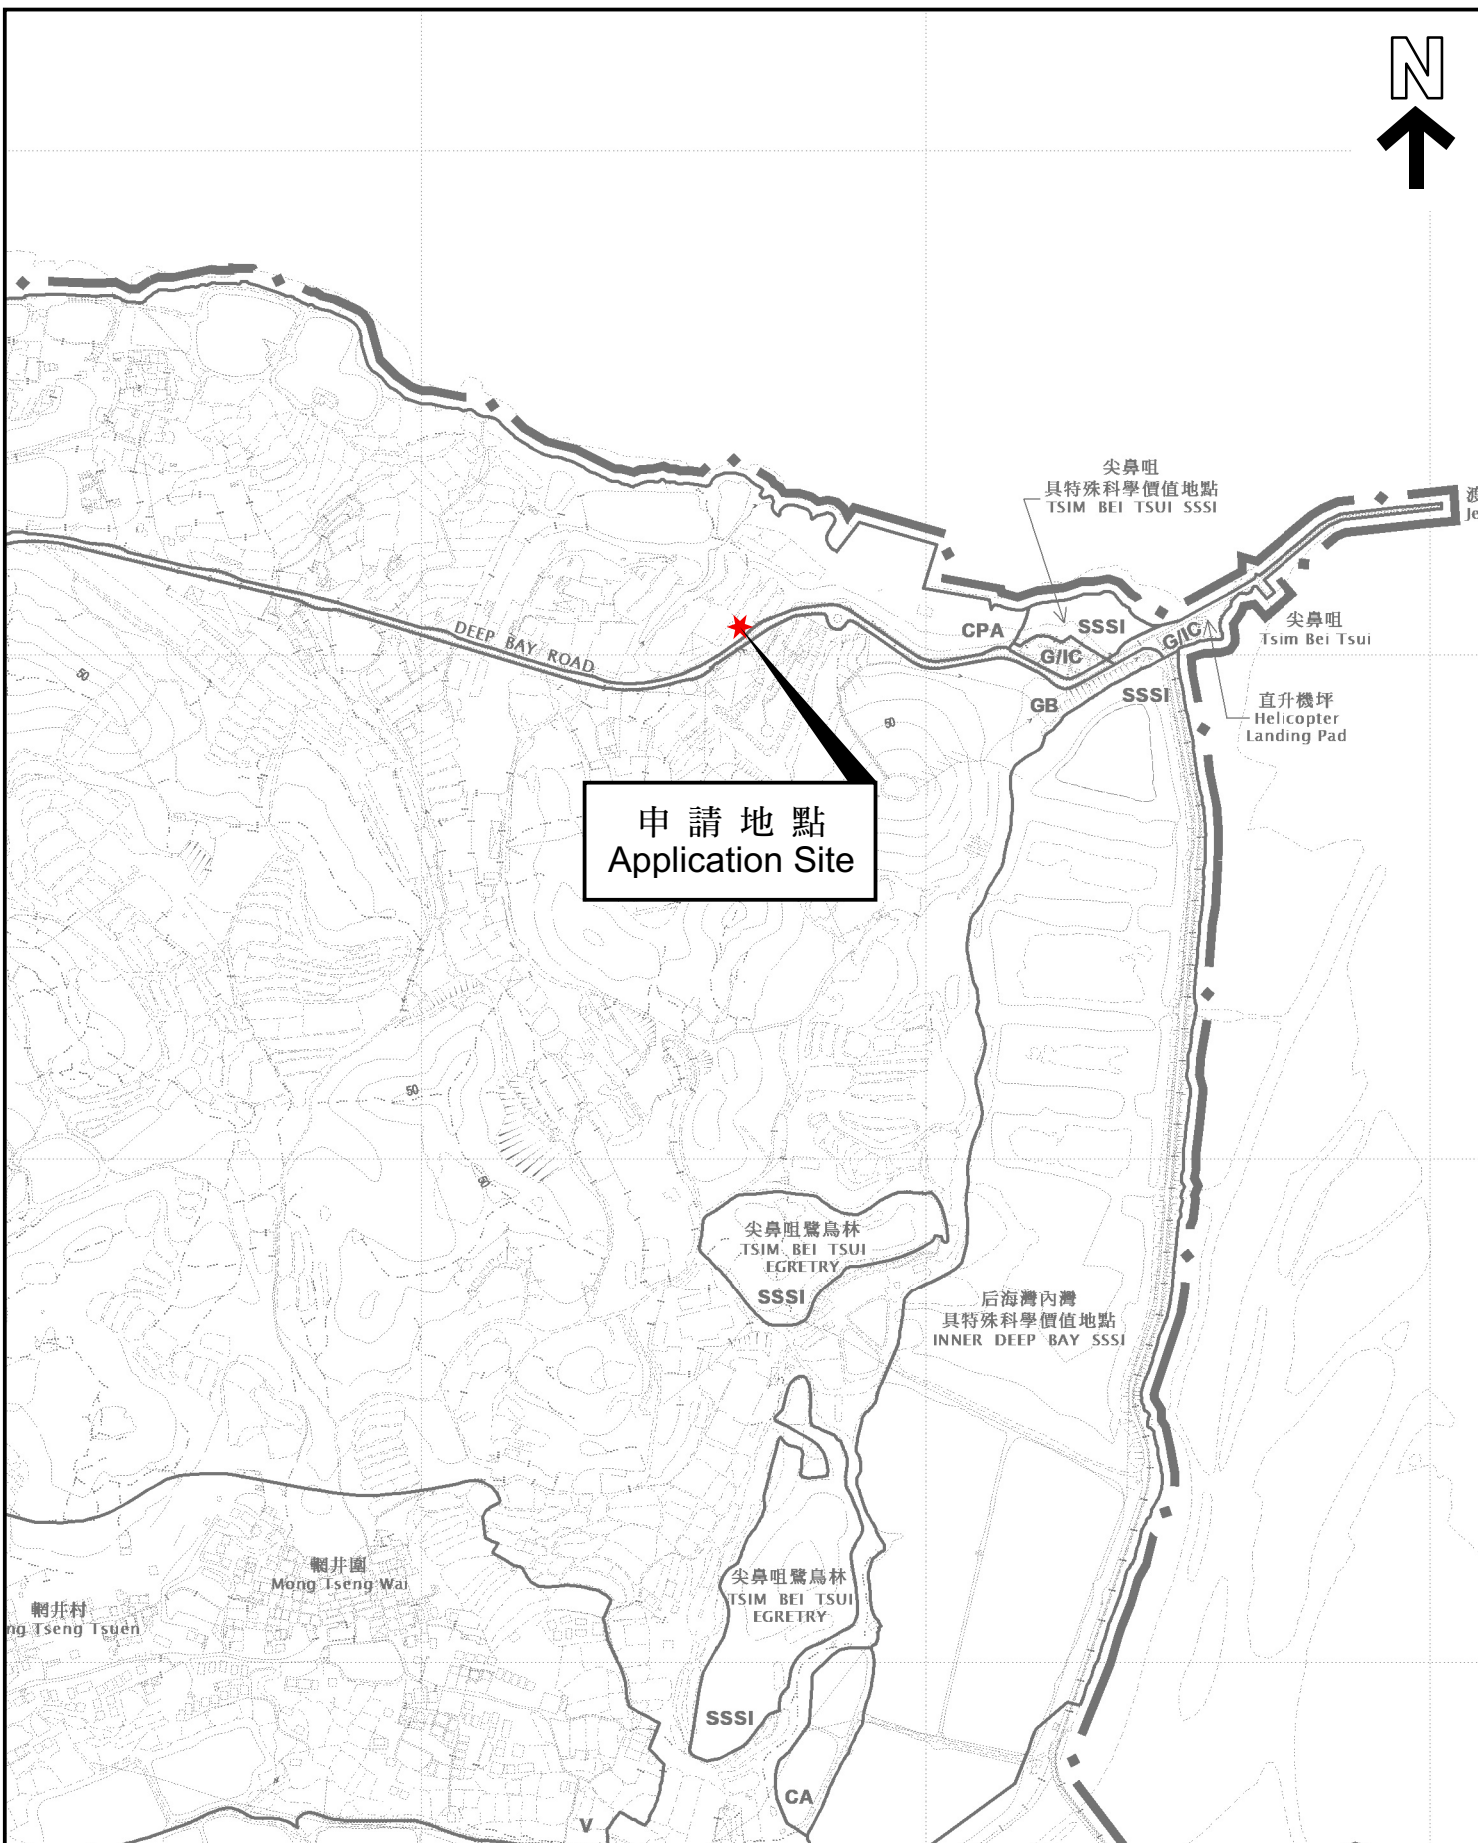 N
尖鼻咀
具特殊科學價值地點
TSIM BEI TSUI SSSI
DEEP BAY ROAD
CPA
SSSI
G/IC
G/IC
尖鼻咀
Tsim Bei Tsui
GB
SSSI
直升機坪
Helicopter
Landing Pad
50
50
申請地點
Application Site
50
50
尖鼻咀鷺鳥林
TSIM BEI TSUI
EGRETRY
SSSI
后海灣內灣
具特殊科學價值地點
INNER DEEP BAY SSSI
輞井圍
Mong Tseng Wai
輞井村
ng Tseng Tsuen
尖鼻咀鷺鳥林
TSIM BEI TSUI
EGRETRY
SSSI
CA
V